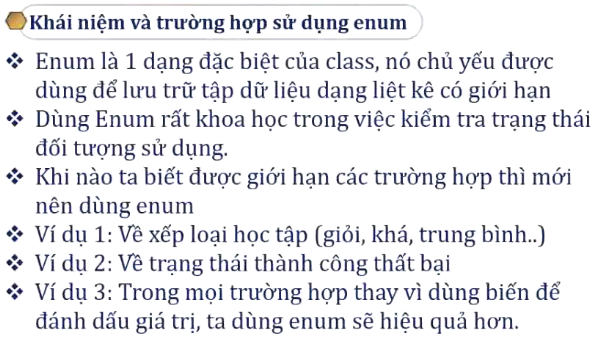 Khái niệm và trường hợp sử dụng enum
❖ Enum là 1 dạng đặc biệt của class, nó chủ yếu được
dùng để lưu trữ tập dữ liệu dạng liệt kê có giới hạn
❖ Dùng Enum rất khoa học trong việc kiểm tra trạng thái
đối tượng sử dụng.
❖ Khi nào ta biết được giới hạn các trường hợp thì mới
nên dùng enum
❖ Ví dụ 1: Về xếp loại học tập (giỏi, khá, trung bình..)
❖ Ví dụ 2: Về trạng thái thành công thất bại
❖ Ví dụ 3: Trong mọi trường hợp thay vì dùng biến để
đánh dấu giá trị, ta dùng enum sẽ hiệu quả hơn.